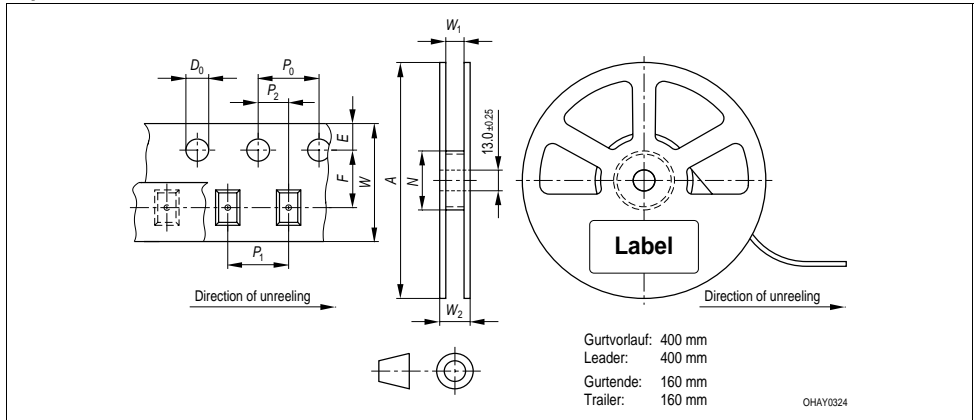 W1
D0
P0
P2
E
F
W
A
N
13.0 ±0.25
P1
Label
Direction of unreeling
W2
Direction of unreeling
Gurtvorlauf: 400 mm
Leader: 400 mm
Gurtende: 160 mm
Trailer: 160 mm
OHAY0324